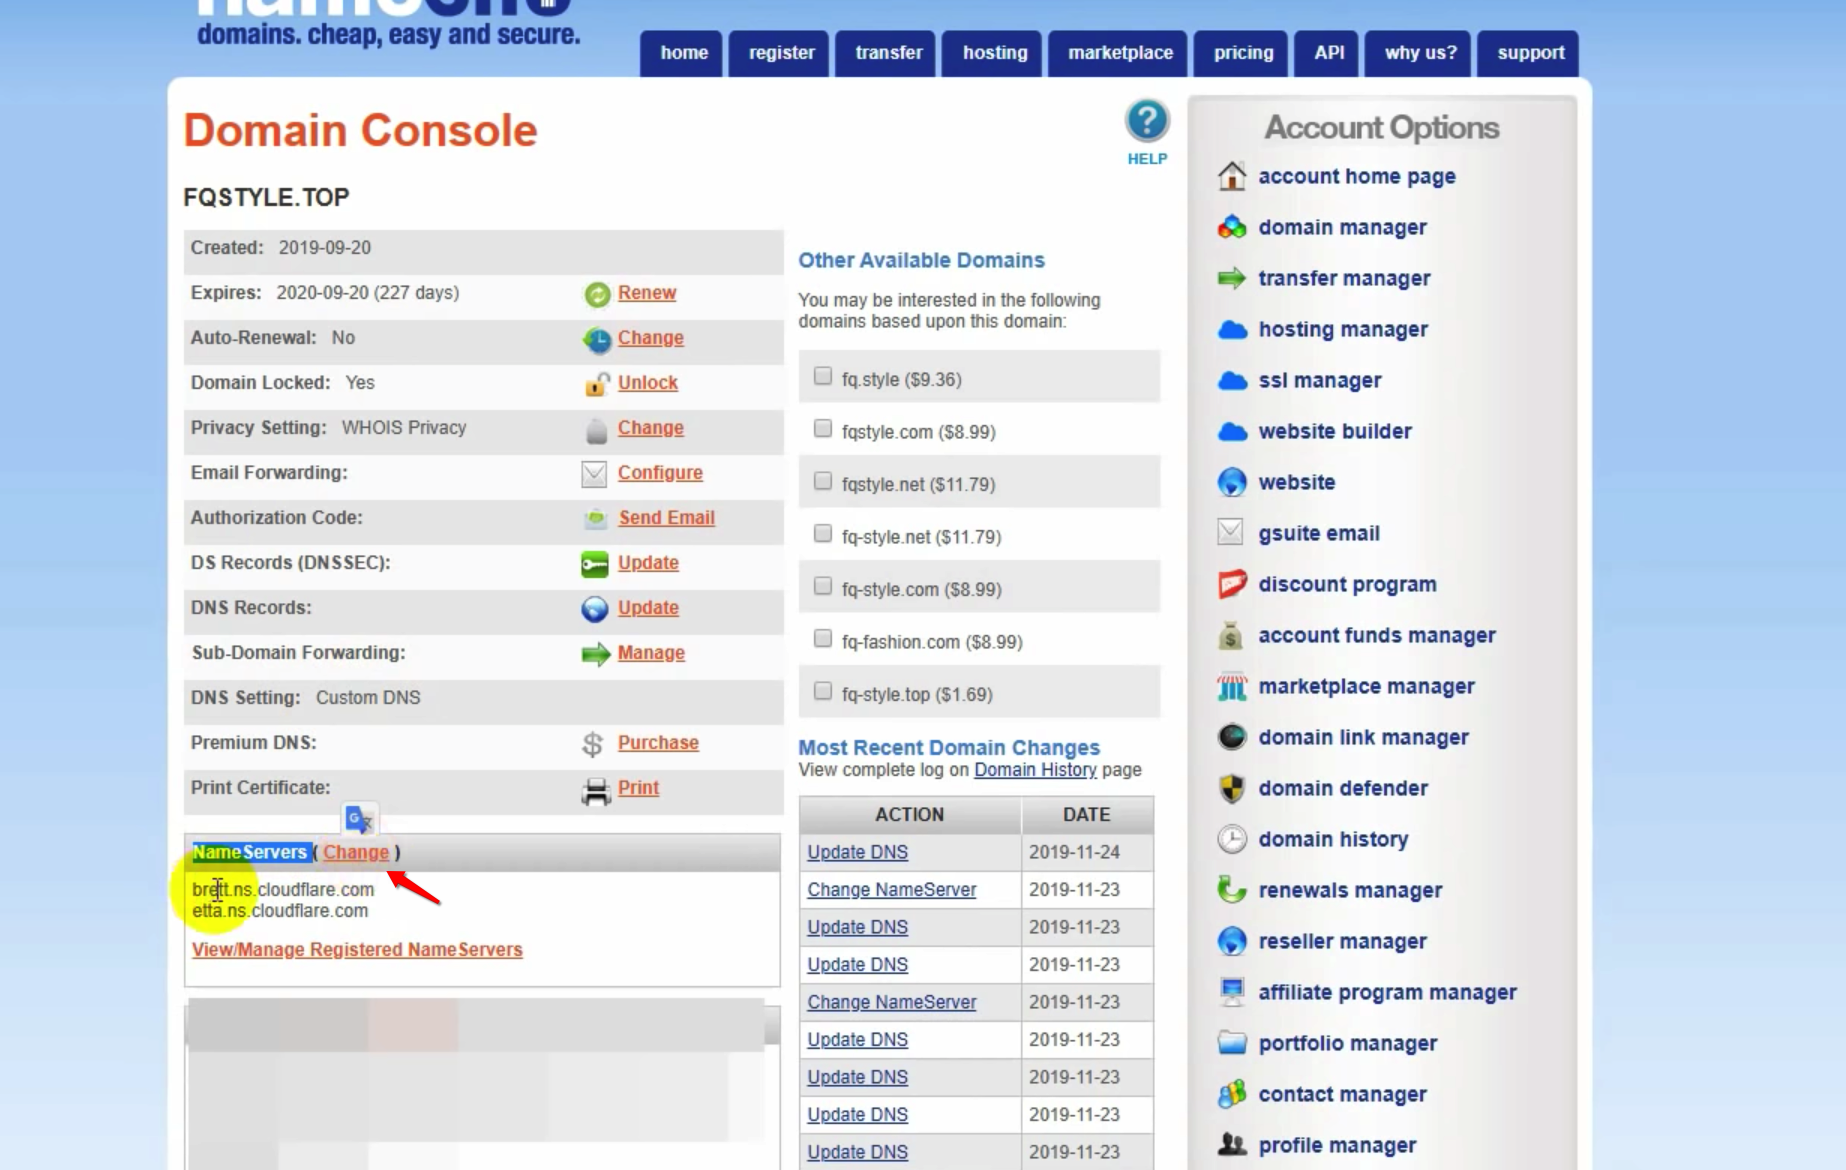 domains. cheap, easy and secure.
home
register
transfer
hosting
marketplace
pricing
API
why us?
support
Domain Console
HELP
FQSTYLE.TOP
Created: 2019-09-20
Expires: 2020-09-20 (227 days) Renew
Auto-Renewal: No Change
Domain Locked: Yes Unlock
Privacy Setting: WHOIS Privacy Change
Email Forwarding: Configure
Authorization Code: Send Email
DS Records (DNSSEC): Update
DNS Records: Update
Sub-Domain Forwarding: Manage
DNS Setting: Custom DNS
Premium DNS: Purchase
Print Certificate: Print
NameServers ( Change )
brett.ns.cloudflare.com
etta.ns.cloudflare.com
View/Manage Registered NameServers
Other Available Domains
You may be interested in the following
domains based upon this domain:
fq.style ($9.36)
fqstyle.com ($8.99)
fqstyle.net ($11.79)
fq-style.net ($11.79)
fq-style.com ($8.99)
fq-fashion.com ($8.99)
fq-style.top ($1.69)
Most Recent Domain Changes
View complete log on Domain History page
ACTION DATE
Update DNS 2019-11-24
Change NameServer 2019-11-23
Update DNS 2019-11-23
Update DNS 2019-11-23
Change NameServer 2019-11-23
Update DNS 2019-11-23
Update DNS 2019-11-23
Update DNS 2019-11-23
Update DNS 2019-11-23
Account Options
account home page
domain manager
transfer manager
hosting manager
ssl manager
website builder
website
gsuite email
discount program
account funds manager
marketplace manager
domain link manager
domain defender
domain history
renewals manager
reseller manager
affiliate program manager
portfolio manager
contact manager
profile manager